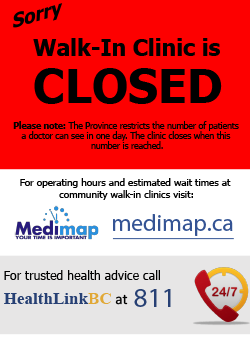 Sorry
Walk-In Clinic is
CLOSED
Please note: The Province restricts the number of patients
a doctor can see in one day. The clinic closes when this
number is reached.
For operating hours and estimated wait times at
community walk-in clinics visit:
Medimap
YOUR TIME IS IMPORTANT
medimap.ca
For trusted health advice call
HealthLinkBC at 811
24/7